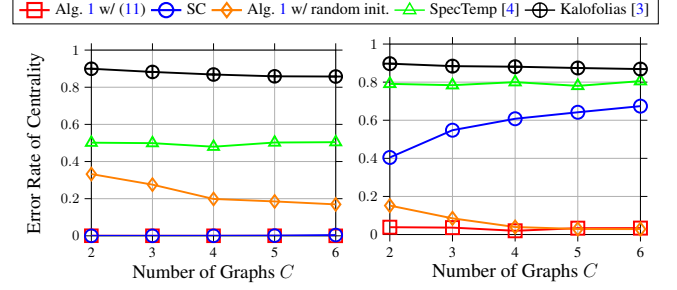 Alg. 1 w/ (11) SC Alg. 1 w/ random init. SpecTemp [4] Kalofolias [3]
Error Rate of Centrality
1
0.8
0.6
0.4
0.2
0
2 3 4 5 6
Number of Graphs C
1
0.8
0.6
0.4
0.2
0
2 3 4 5 6
Number of Graphs C